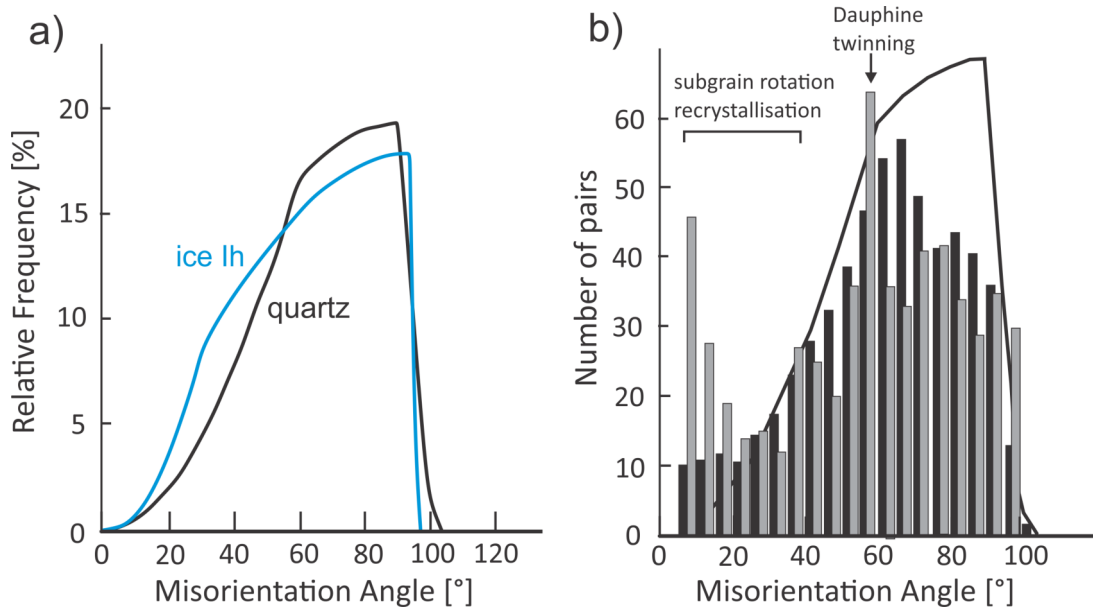 a)
Relative Frequency [%]
20
15
10
5
0
ice Ih
quartz
0 20 40 60 80 100 120
Misorientation Angle [°]
b)
Dauphine
twinning
subgrain rotation
recrystallisation
Number of pairs
60
50
40
30
20
10
0
0 20 40 60 80 100
Misorientation Angle [°]